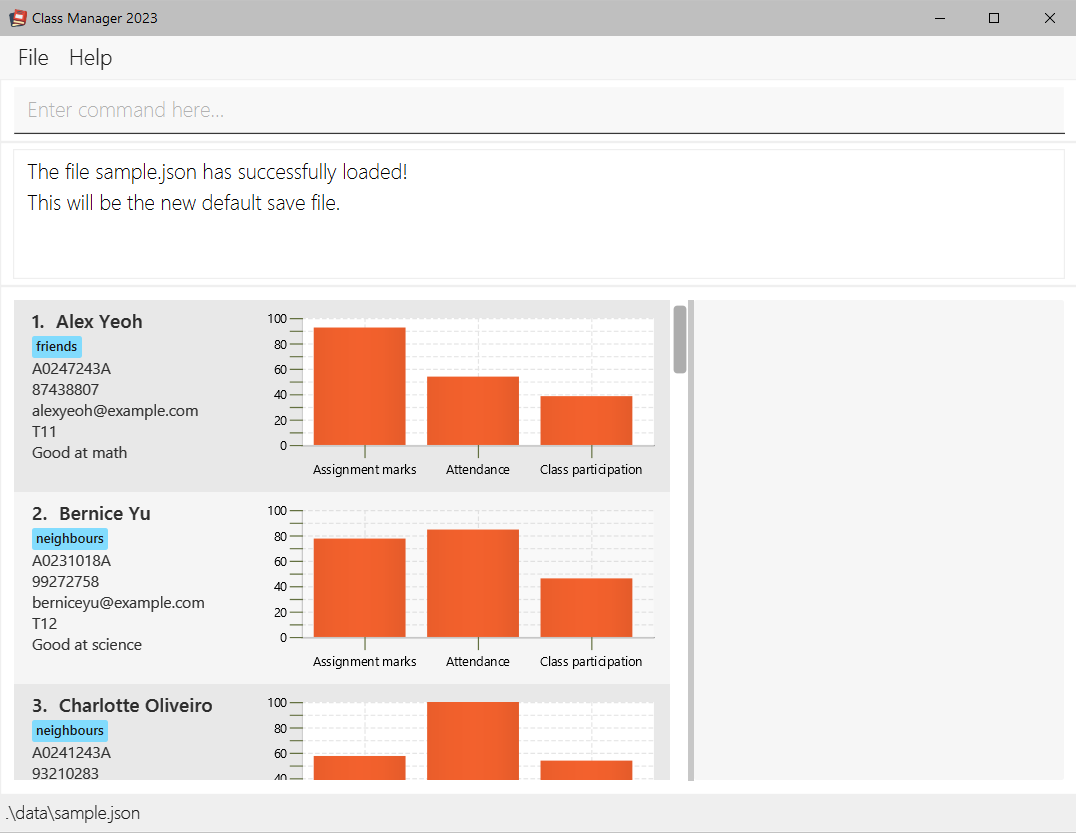 Class Manager 2023
File Help
Enter command here...
The file sample.json has successfully loaded!
This will be the new default save file.
1. Alex Yeoh
friends
A0247243A
87438807
alexyeoh@example.com
T11
Good at math
100
80
60
40
20
0
Assignment marks Attendance Class participation
2. Bernice Yu
neighbours
A0231018A
99272758
berniceyu@example.com
T12
Good at science
100
80
60
40
20
0
Assignment marks Attendance Class participation
3. Charlotte Oliveiro
neighbours
A0241243A
93210283
100
80
60
40
.\data\sample.json